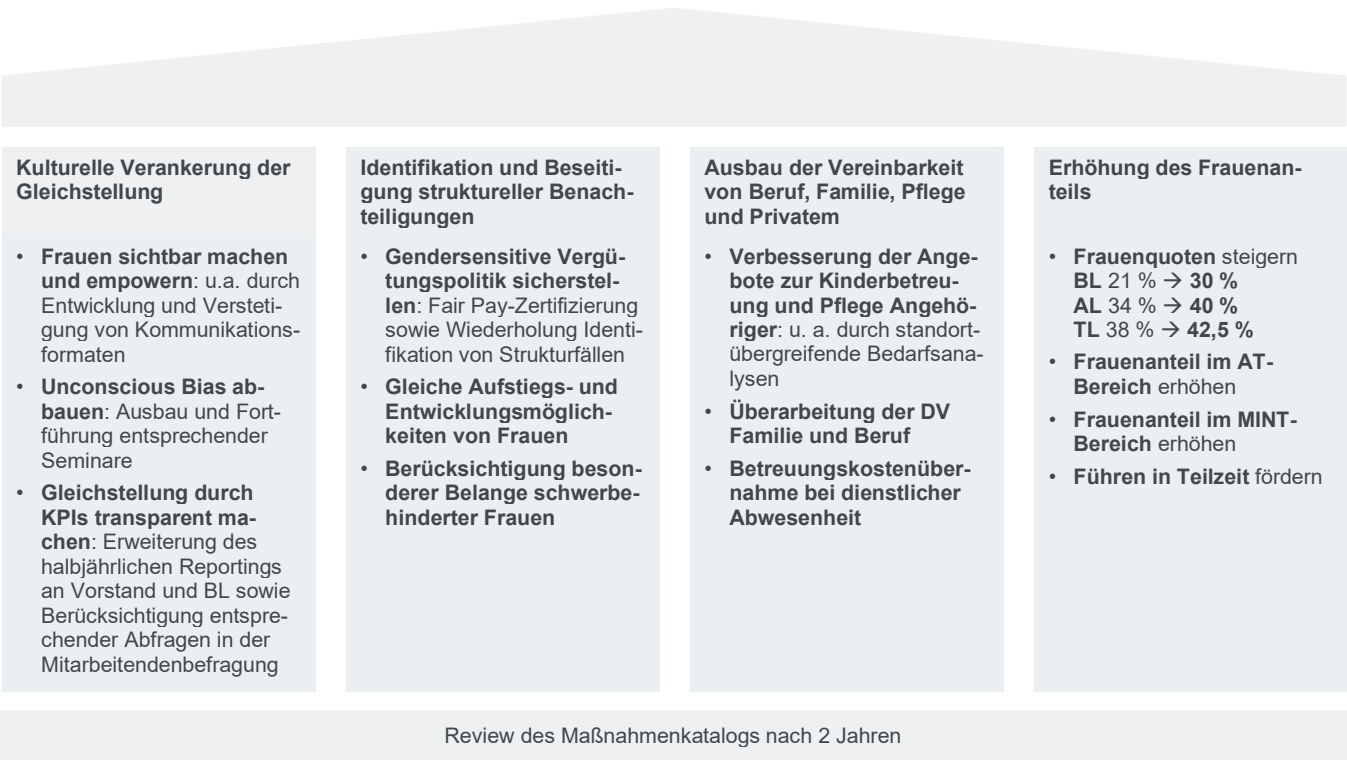 Kulturelle Verankerung der
Gleichstellung
• Frauen sichtbar machen
und empowern: u.a. durch
Entwicklung und Versteti-
gung von Kommunikations-
formaten
• Unconscious Bias ab-
bauen: Ausbau und Fort-
führung entsprechender
Seminare
• Gleichstellung durch
KPIs transparent ma-
chen: Erweiterung des
halbjährlichen Reportings
an Vorstand und BL sowie
Berücksichtigung entspre-
chender Abfragen in der
Mitarbeitendenbefragung
Identifikation und Beseiti-
gung struktureller Benach-
teiligungen
• Gendersensitive Vergü-
tungspolitik sicherstel-
len: Fair Pay-Zertifizierung
sowie Wiederholung Identi-
fikation von Strukturfällen
• Gleiche Aufstiegs- und
Entwicklungsmöglich-
keiten von Frauen
• Berücksichtigung beson-
derer Belange schwerbe-
hinderter Frauen
Ausbau der Vereinbarkeit
von Beruf, Familie, Pflege
und Privatem
• Verbesserung der Ange-
bote zur Kinderbetreu-
ung und Pflege Angehö-
riger: u. a. durch standort-
übergreifende Bedarfsana-
lysen
• Überarbeitung der DV
Familie und Beruf
• Betreuungskostenüber-
nahme bei dienstlicher
Abwesenheit
Erhöhung des Frauenan-
teils
• Frauenquoten steigern
BL 21 % → 30 %
AL 34 % → 40 %
TL 38 % → 42,5 %
• Frauenanteil im AT-
Bereich erhöhen
• Frauenanteil im MINT-
Bereich erhöhen
• Führen in Teilzeit fördern
Review des Maßnahmenkatalogs nach 2 Jahren